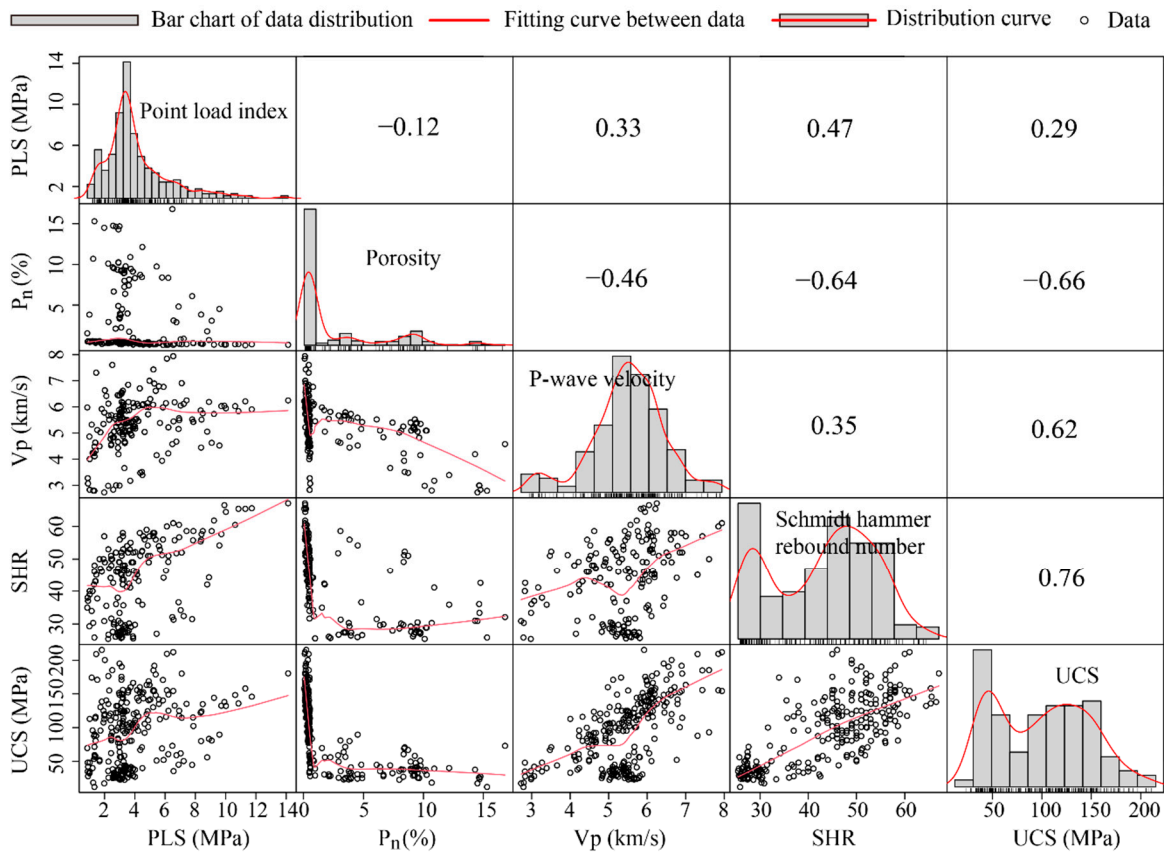 Bar chart of data distribution Fitting curve between data Distribution curve Data
PLS (MPa)
2 6 10 14
Point load index
−0.12
0.33
0.47
0.29
Pn(%)
5 10 15
Porosity
−0.46
−0.64
−0.66
Vp (km/s)
3 4 5 6 7 8
P-wave velocity
0.35
0.62
SHR
30 40 50 60
Schmidt hammer
rebound number
0.76
UCS (MPa)
50 100 150 200
UCS
2 4 6 8 10 12 14
0 5 10 15
3 4 5 6 7 8
30 40 50 60
50 100 150 200
PLS (MPa)
Pn(%)
Vp (km/s)
SHR
UCS (MPa)